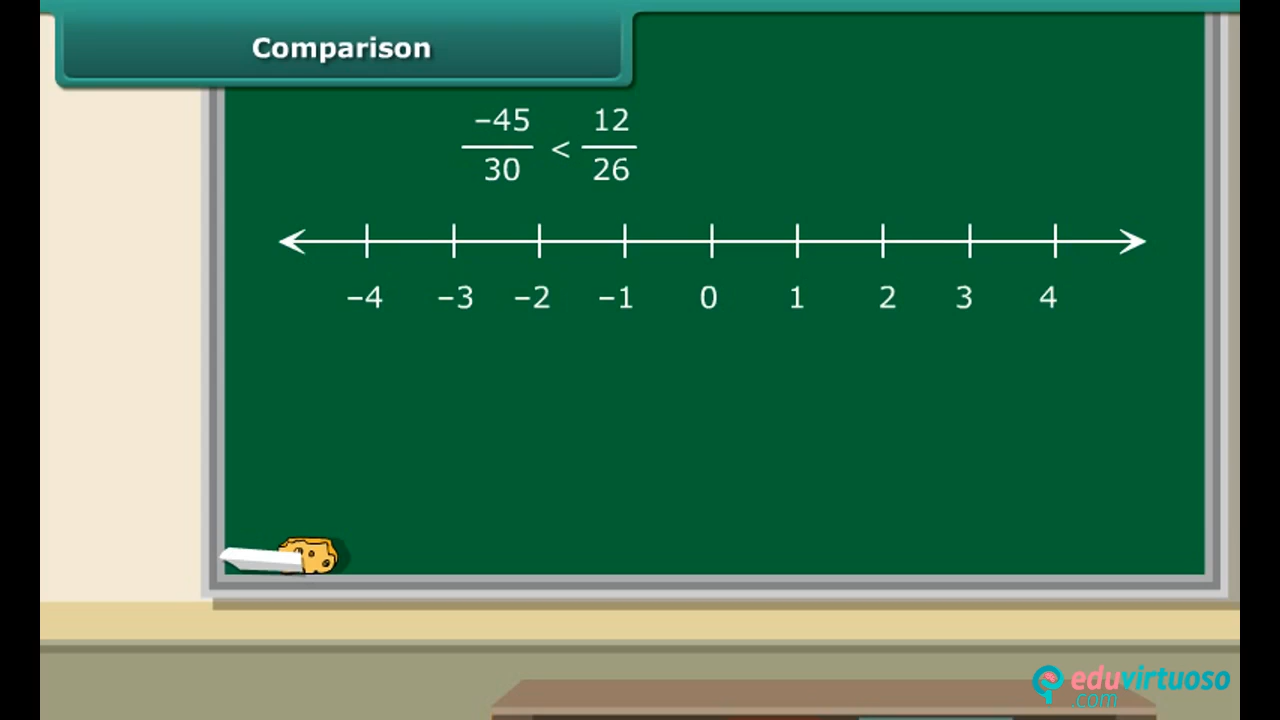 Comparison
–45/30 < 12/26
–4 –3 –2 –1 0 1 2 3 4
eduvirtuoso
.com